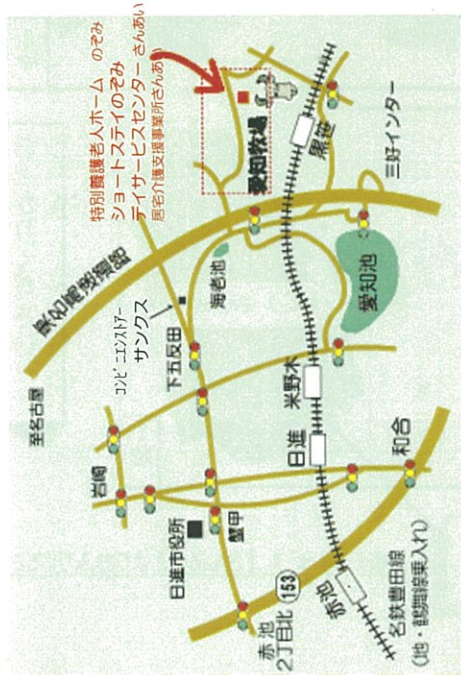 特別養護老人ホーム のぞみ
ショートステイのぞみ
デイサービスセンター さんあい
居宅介護支援事業所さんあい
至名古屋
東名高速道路
コンビニエンスストアー
サンクス
愛知牧場
黒笹
三好インター
海老池
愛知池
下五反田
米野木
岩崎
日進
和合
日進市役所
蟹甲
赤池
2丁目北
153
赤池
名鉄豊田線
(地・鶴舞線乗入れ)